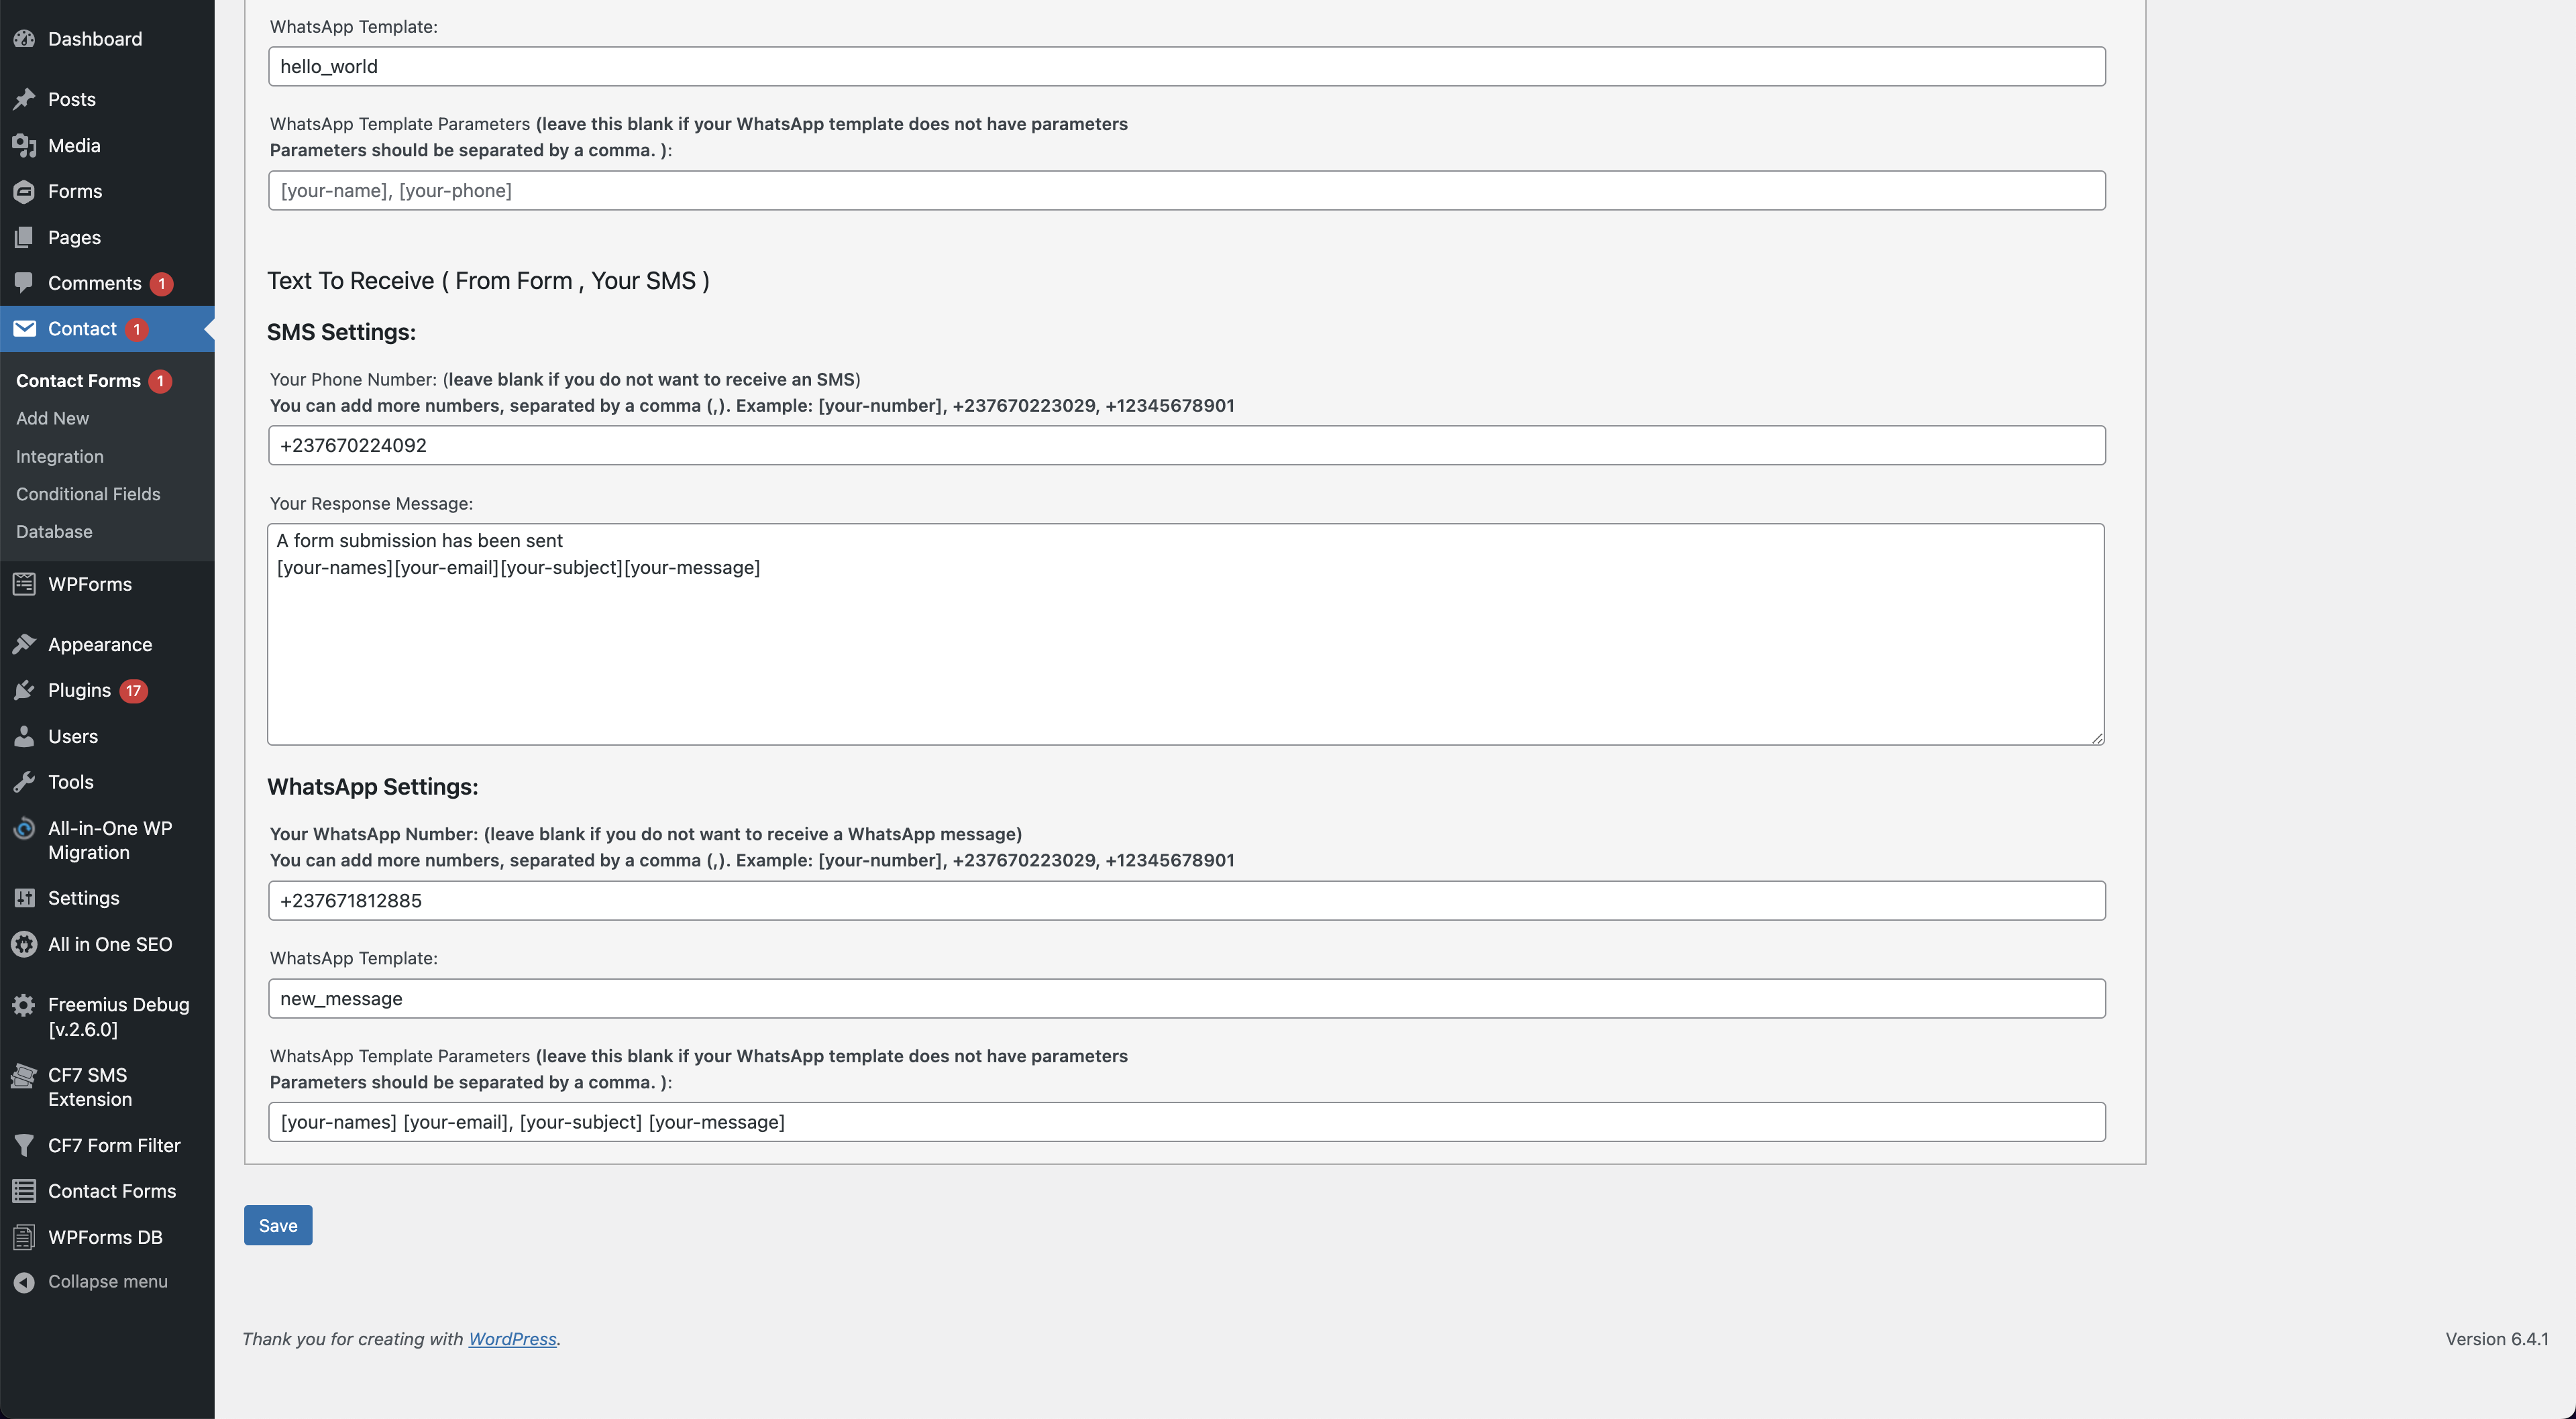 Dashboard
Posts
Media
Forms
Pages
Comments 1
Contact 1
Contact Forms 1
Add New
Integration
Conditional Fields
Database
WPForms
Appearance
Plugins 17
Users
Tools
All-in-One WP
Migration
Settings
All in One SEO
Freemius Debug
[v.2.6.0]
CF7 SMS
Extension
CF7 Form Filter
Contact Forms
WPForms DB
Collapse menu
WhatsApp Template:
hello_world
WhatsApp Template Parameters (leave this blank if your WhatsApp template does not have parameters
Parameters should be separated by a comma. ):
[your-name], [your-phone]
Text To Receive ( From Form , Your SMS )
SMS Settings:
Your Phone Number: (leave blank if you do not want to receive an SMS)
You can add more numbers, separated by a comma (,). Example: [your-number], +237670223029, +12345678901
+237670224092
Your Response Message:
A form submission has been sent
[your-names][your-email][your-subject][your-message]
WhatsApp Settings:
Your WhatsApp Number: (leave blank if you do not want to receive a WhatsApp message)
You can add more numbers, separated by a comma (,). Example: [your-number], +237670223029, +12345678901
+237671812885
WhatsApp Template:
new_message
WhatsApp Template Parameters (leave this blank if your WhatsApp template does not have parameters
Parameters should be separated by a comma. ):
[your-names] [your-email], [your-subject] [your-message]
Save
Thank you for creating with WordPress.
Version 6.4.1